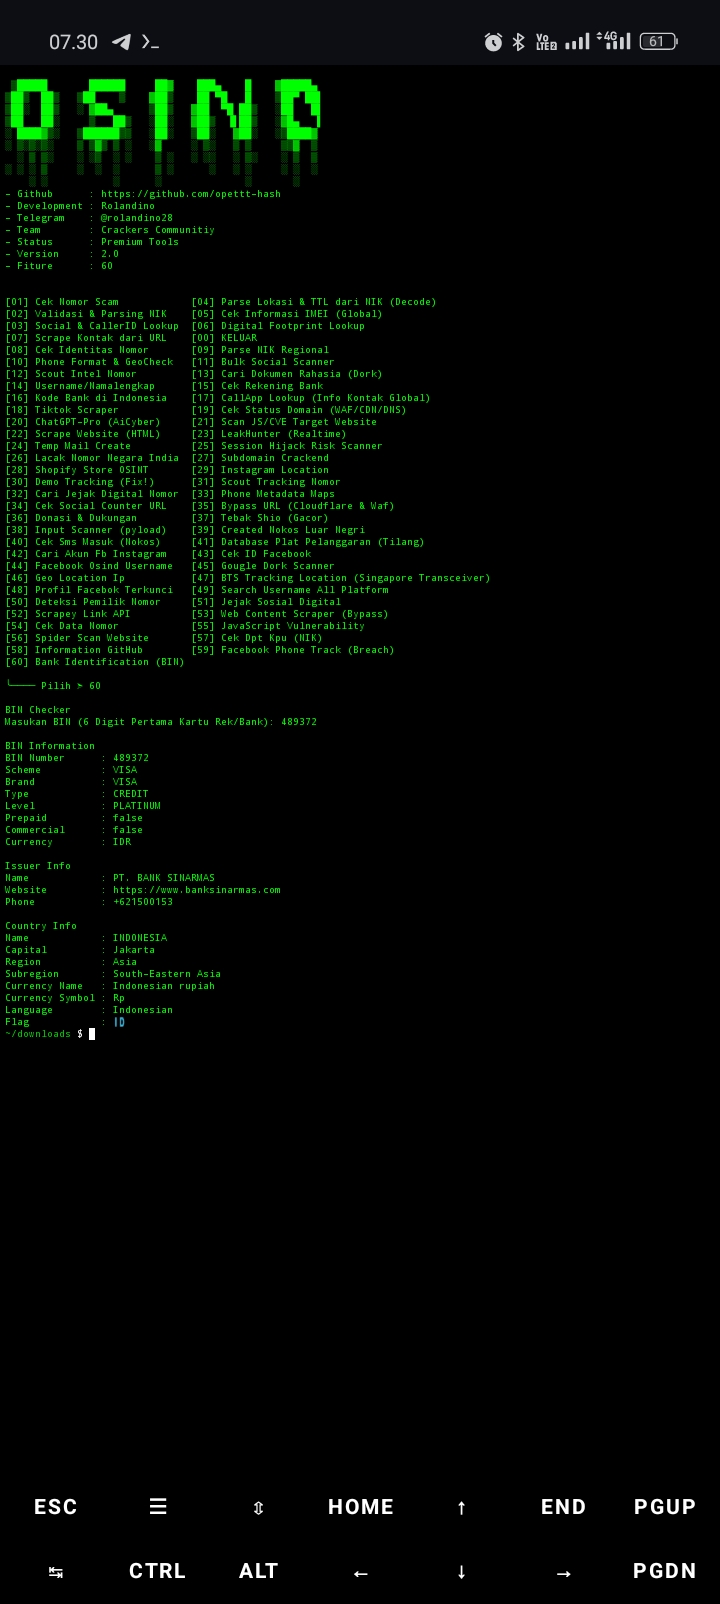 07.30 >_ Vo LTE2 4G 61
OSIND
- Github : https://github.com/opettt-hash
- Development : Rolandino
- Telegram : @rolandino28
- Team : Crackers Communitiy
- Status : Premium Tools
- Version : 2.0
- Fiture : 60
[01] Cek Nomor Scam [04] Parse Lokasi & TTL dari NIK (Decode)
[02] Validasi & Parsing NIK [05] Cek Informasi IMEI (Global)
[03] Social & CallerID Lookup [06] Digital Footprint Lookup
[07] Scrape Kontak dari URL [00] KELUAR
[08] Cek Identitas Nomor [09] Parse NIK Regional
[10] Phone Format & GeoCheck [11] Bulk Social Scanner
[12] Scout Intel Nomor [13] Cari Dokumen Rahasia (Dork)
[14] Username/Namalengkap [15] Cek Rekening Bank
[16] Kode Bank di Indonesia [17] CallApp Lookup (Info Kontak Global)
[18] Tiktok Scraper [19] Cek Status Domain (WAF/CDN/DNS)
[20] ChatGPT-Pro (AiCyber) [21] Scan JS/CVE Target Website
[22] Scrape Website (HTML) [23] LeakHunter (Realtime)
[24] Temp Mail Create [25] Session Hijack Risk Scanner
[26] Lacak Nomor Negara India [27] Subdomain Crackend
[28] Shopify Store OSINT [29] Instagram Location
[30] Demo Tracking (Fix!) [31] Scout Tracking Nomor
[32] Cari Jejak Digital Nomor [33] Phone Metadata Maps
[34] Cek Social Counter URL [35] Bypass URL (Cloudflare & Waf)
[36] Donasi & Dukungan [37] Tebak Shio (Gacor)
[38] Input Scanner (pyload) [39] Created Nokos Luar Negri
[40] Cek Sms Masuk (Nokos) [41] Database Plat Pelanggaran (Tilang)
[42] Cari Akun Fb Instagram [43] Cek ID Facebook
[44] Facebook Osind Username [45] Gougle Dork Scanner
[46] Geo Location Ip [47] BTS Tracking Location (Singapore Transceiver)
[48] Profil Facebok Terkunci [49] Search Username All Platform
[50] Deteksi Pemilik Nomor [51] Jejak Sosial Digital
[52] Scrapey Link API [53] Web Content Scraper (Bypass)
[54] Cek Data Nomor [55] JavaScript Vulnerability
[56] Spider Scan Website [57] Cek Dpt Kpu (NIK)
[58] Information GitHub [59] Facebook Phone Track (Breach)
[60] Bank Identification (BIN)
╰──── Pilih ➤ 60
BIN Checker
Masukan BIN (6 Digit Pertama Kartu Rek/Bank): 489372
BIN Information
BIN Number : 489372
Scheme : VISA
Brand : VISA
Type : CREDIT
Level : PLATINUM
Prepaid : false
Commercial : false
Currency : IDR
Issuer Info
Name : PT. BANK SINARMAS
Website : https://www.banksinarmas.com
Phone : +621500153
Country Info
Name : INDONESIA
Capital : Jakarta
Region : Asia
Subregion : South-Eastern Asia
Currency Name : Indonesian rupiah
Currency Symbol : Rp
Language : Indonesian
Flag : ID
~/downloads $
ESC ☰ ⇳ HOME ↑ END PGUP
↹ CTRL ALT ← ↓ → PGDN